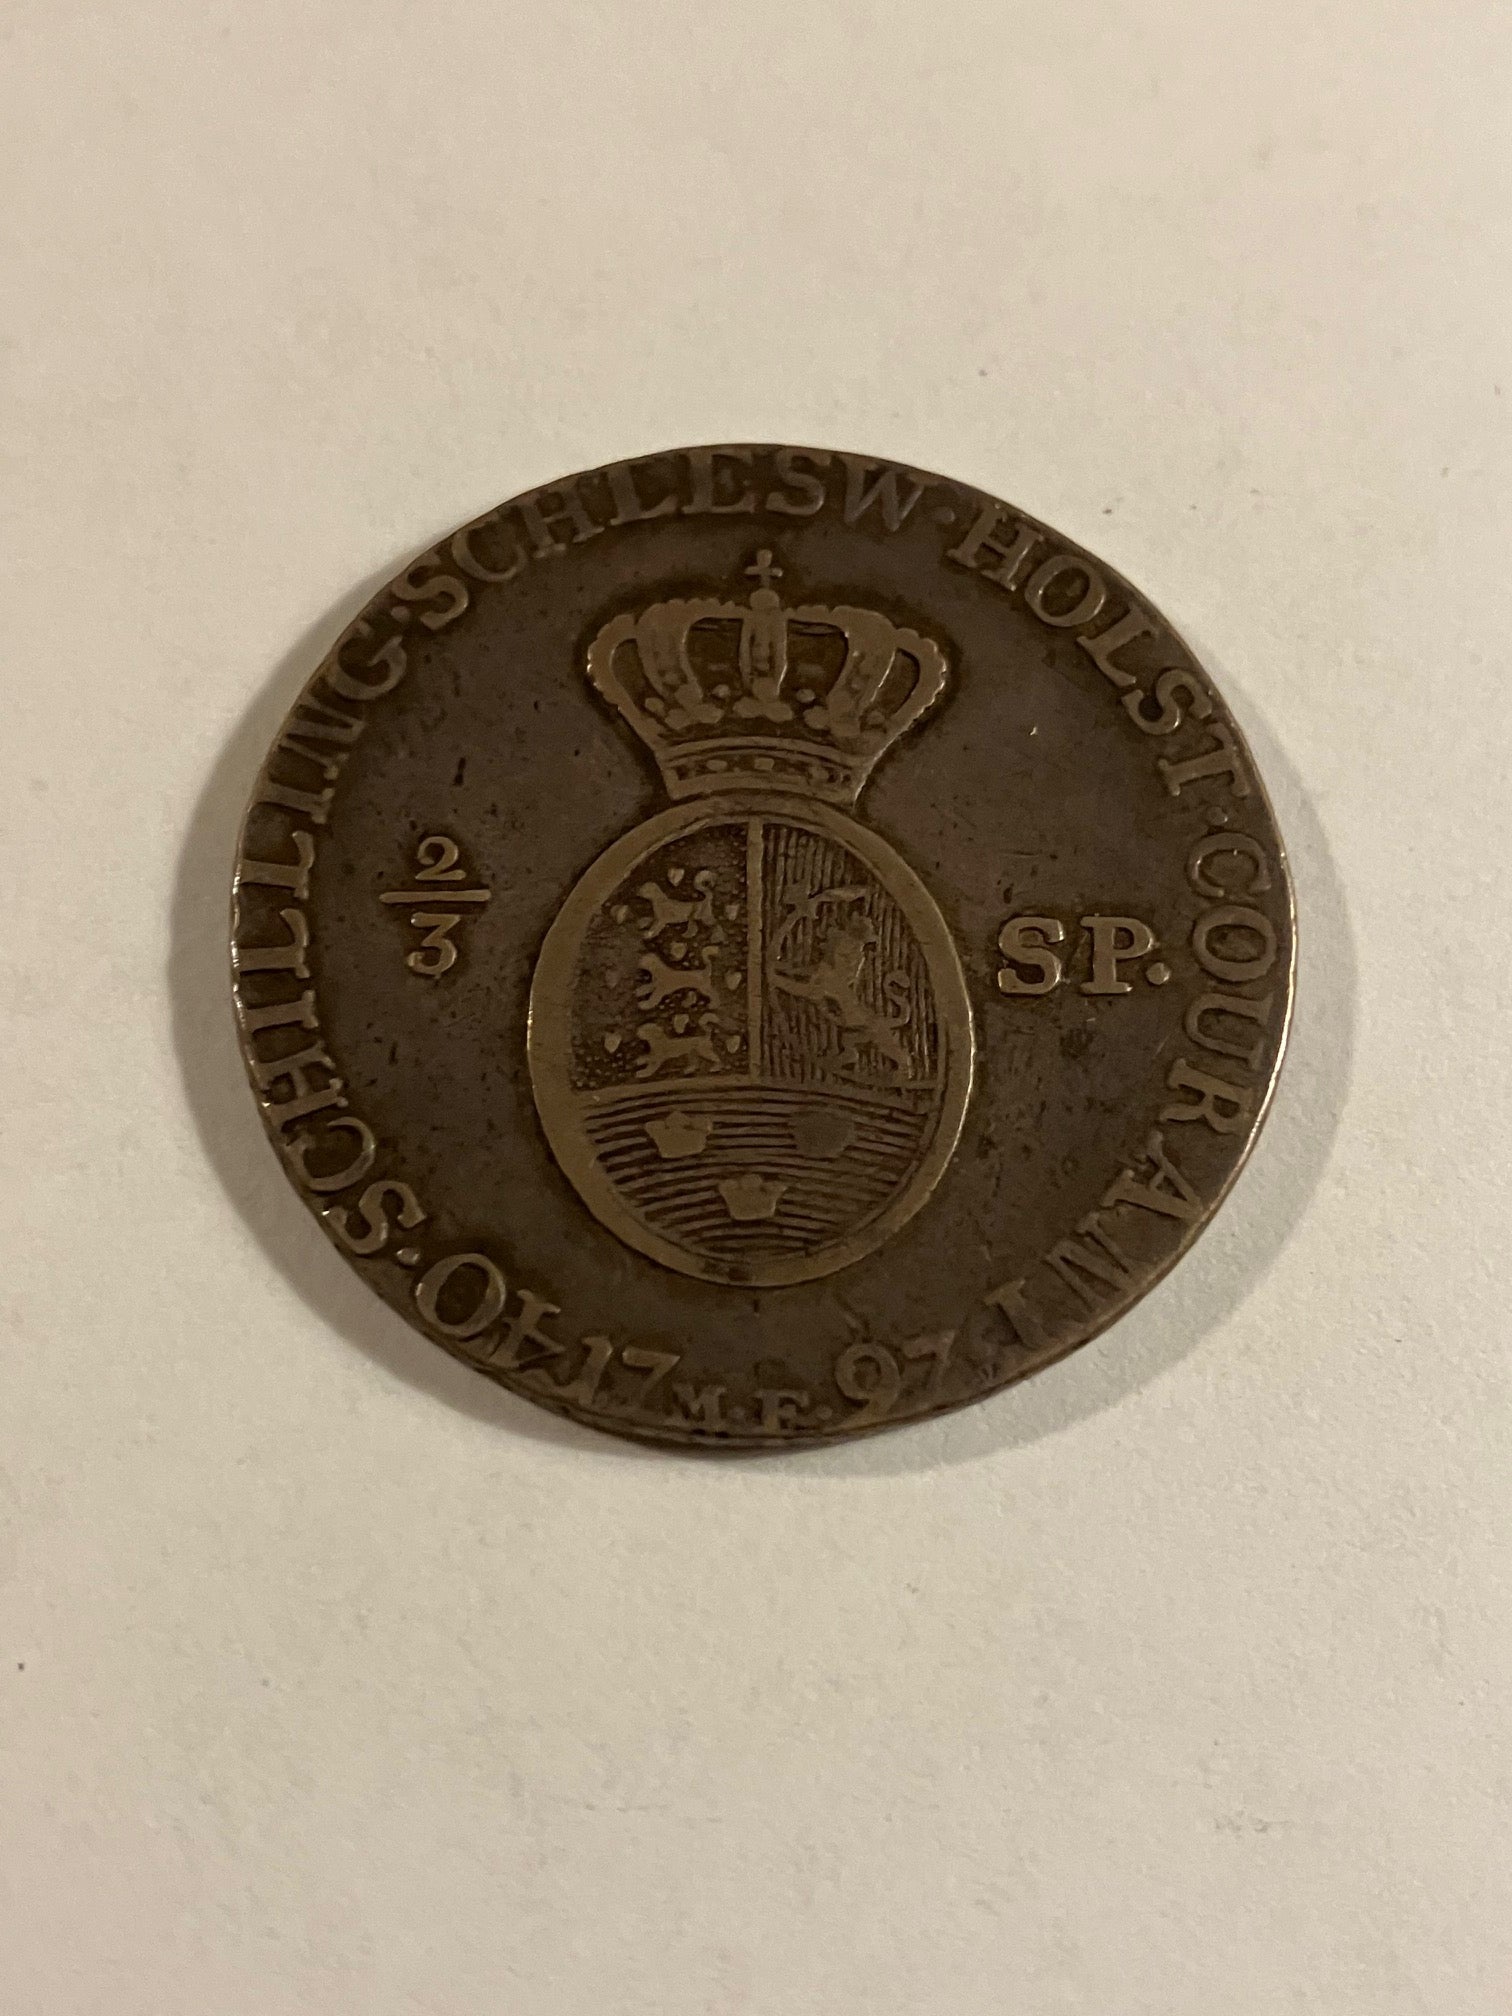 40·SCHILLING·SCHLESW·HOLST·COURANT
2/3 SP.
17 M·F· 97